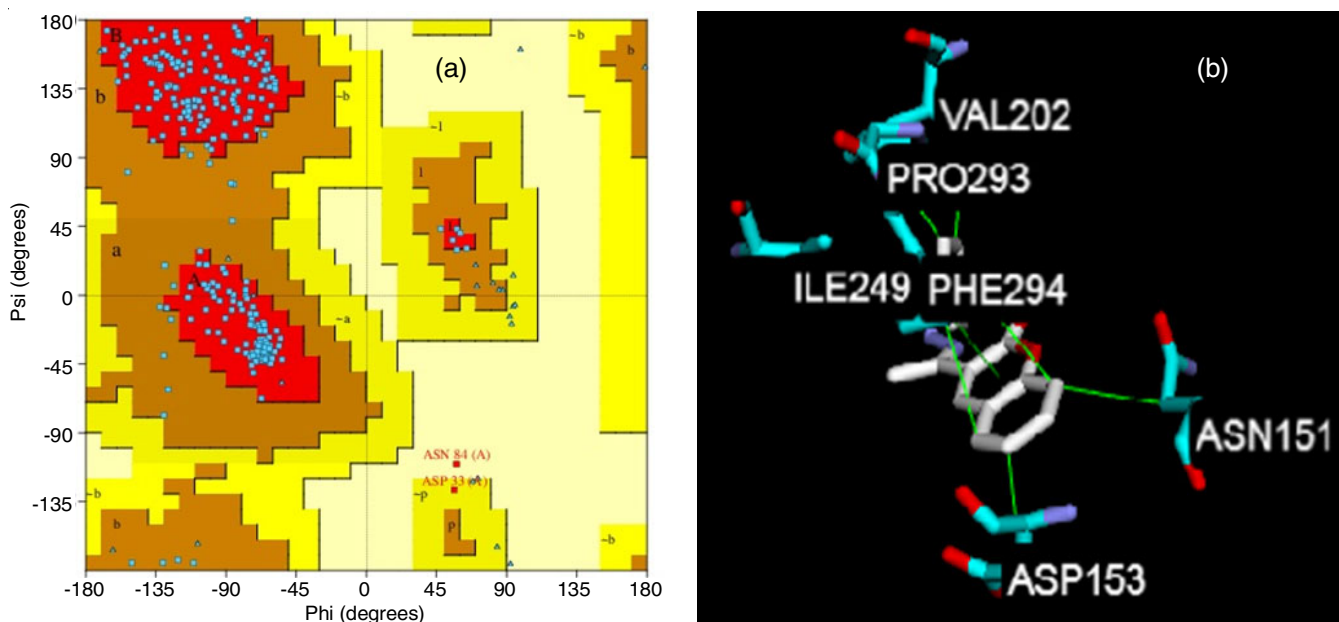 180
135
90
45
0
-45
-90
-135
-180 -135 -90 -45 0 45 90 135 180
Psi (degrees)
Phi (degrees)
(a)
B
~b
b
b
~b
~l
l
a
A
~a
ASN 84 (A)
ASP 33 (A)
~b
~p
b
p
~b
(b)
VAL202
PRO293
ILE249 PHE294
ASN151
ASP153